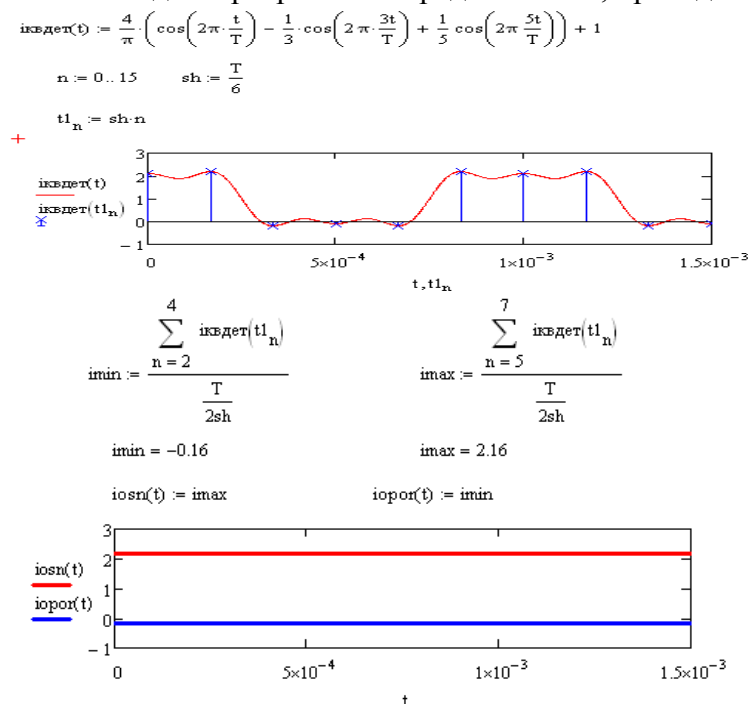 iквдет(t) := 4/π·(cos(2π·t/T) − 1/3·cos(2π·3t/T) + 1/5 cos(2π 5t/T)) + 1
n := 0.. 15 sh := T/6
t1n := sh·n
+
3
2
1
0
− 1
iквдет(t)
iквдет(t1n)
0 5×10⁻⁴ 1×10⁻³ 1.5×10⁻³
t,t1n
imin := (∑ n = 2 4 iквдет(t1n)) / (T/2sh) imax := (∑ n = 5 7 iквдет(t1n)) / (T/2sh)
imin = −0.16 imax = 2.16
iosn(t) := imax iopor(t) := imin
3
2
1
0
− 1
iosn(t)
iopor(t)
0 5×10⁻⁴ 1×10⁻³ 1.5×10⁻³
t